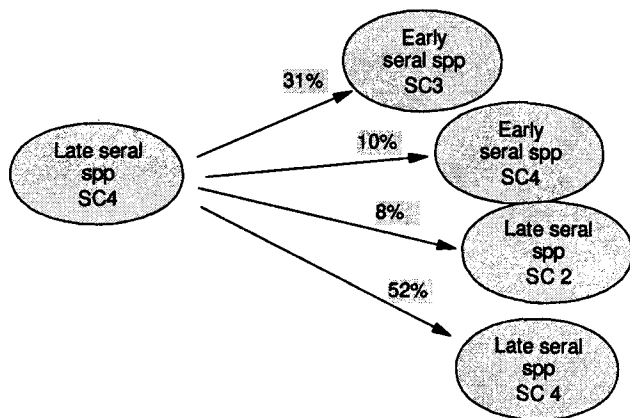 Early
seral spp
SC3
31%
Late seral
spp
SC4
10%
Early
seral spp
SC4
8%
Late seral
spp
SC 2
52%
Late seral
spp
SC 4